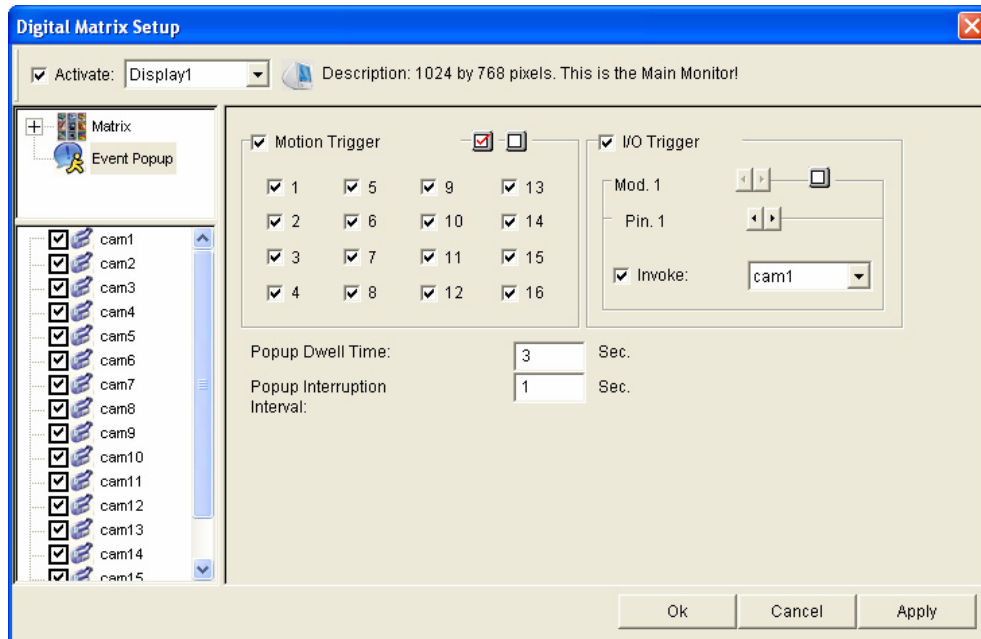 Digital Matrix Setup
Activate: Display1 Description: 1024 by 768 pixels. This is the Main Monitor!
Matrix
Event Popup
cam1
cam2
cam3
cam4
cam5
cam6
cam7
cam8
cam9
cam10
cam11
cam12
cam13
cam14
cam15
Motion Trigger
1 5 9 13
2 6 10 14
3 7 11 15
4 8 12 16
I/O Trigger
Mod. 1
Pin. 1
Invoke: cam1
Popup Dwell Time: 3 Sec.
Popup Interruption 1 Sec.
Interval:
Ok Cancel Apply